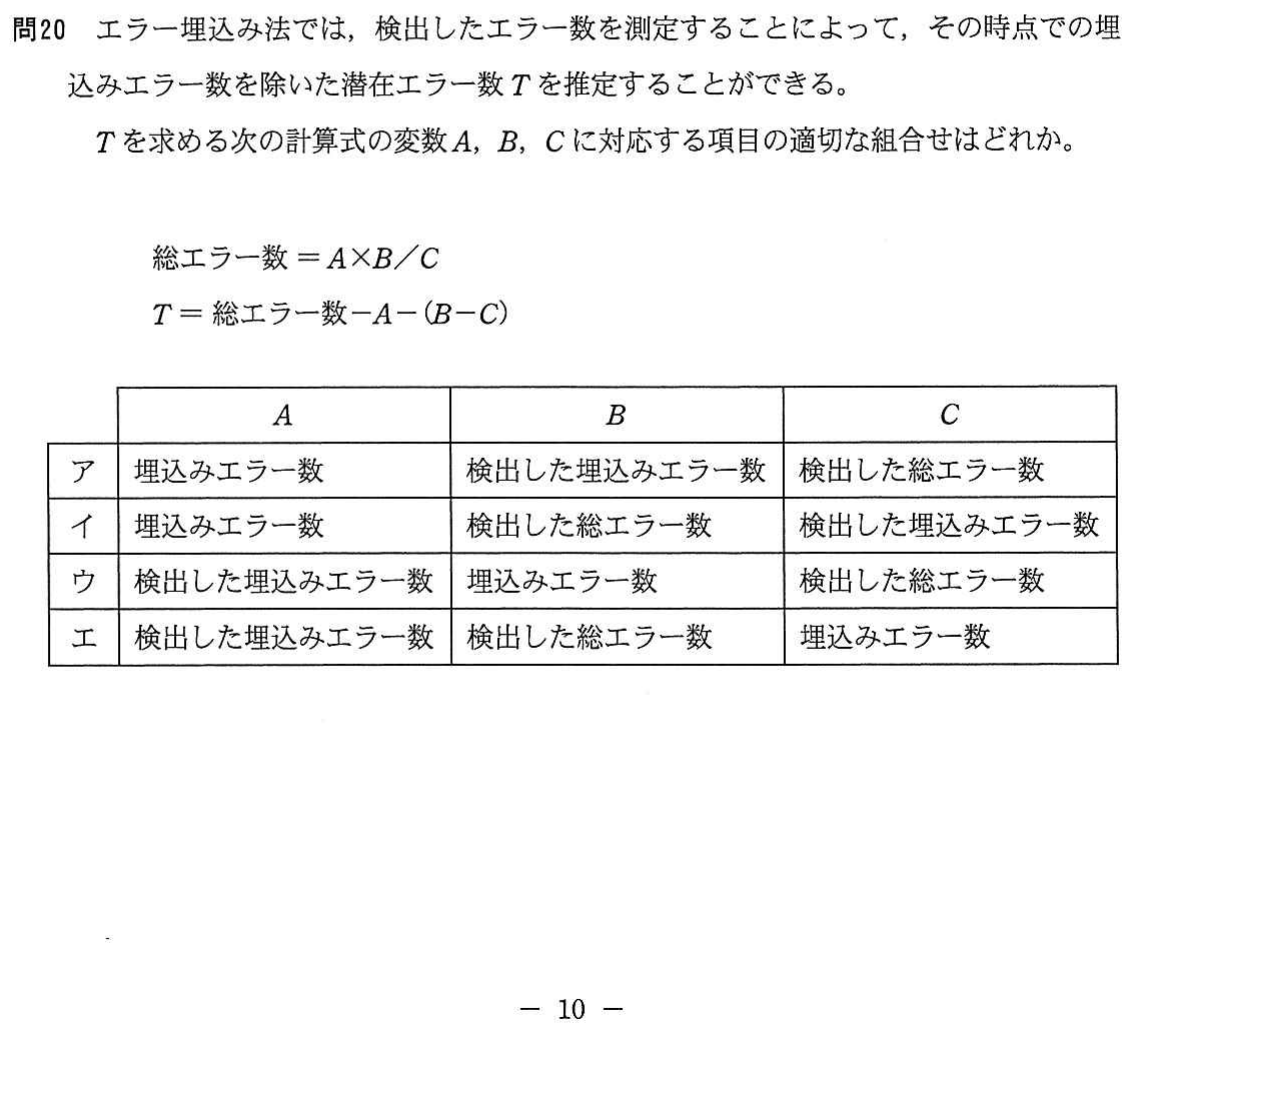 問20 エラー埋込み法では，検出したエラー数を測定することによって，その時点での埋
込みエラー数を除いた潜在エラー数 T を推定することができる。
T を求める次の計算式の変数 A，B，C に対応する項目の適切な組合せはどれか。
総エラー数 ＝ A×B／C
T ＝ 総エラー数－A－（B－C）
A B C
ア 埋込みエラー数 検出した埋込みエラー数 検出した総エラー数
イ 埋込みエラー数 検出した総エラー数 検出した埋込みエラー数
ウ 検出した埋込みエラー数 埋込みエラー数 検出した総エラー数
エ 検出した埋込みエラー数 検出した総エラー数 埋込みエラー数
－ 10 －